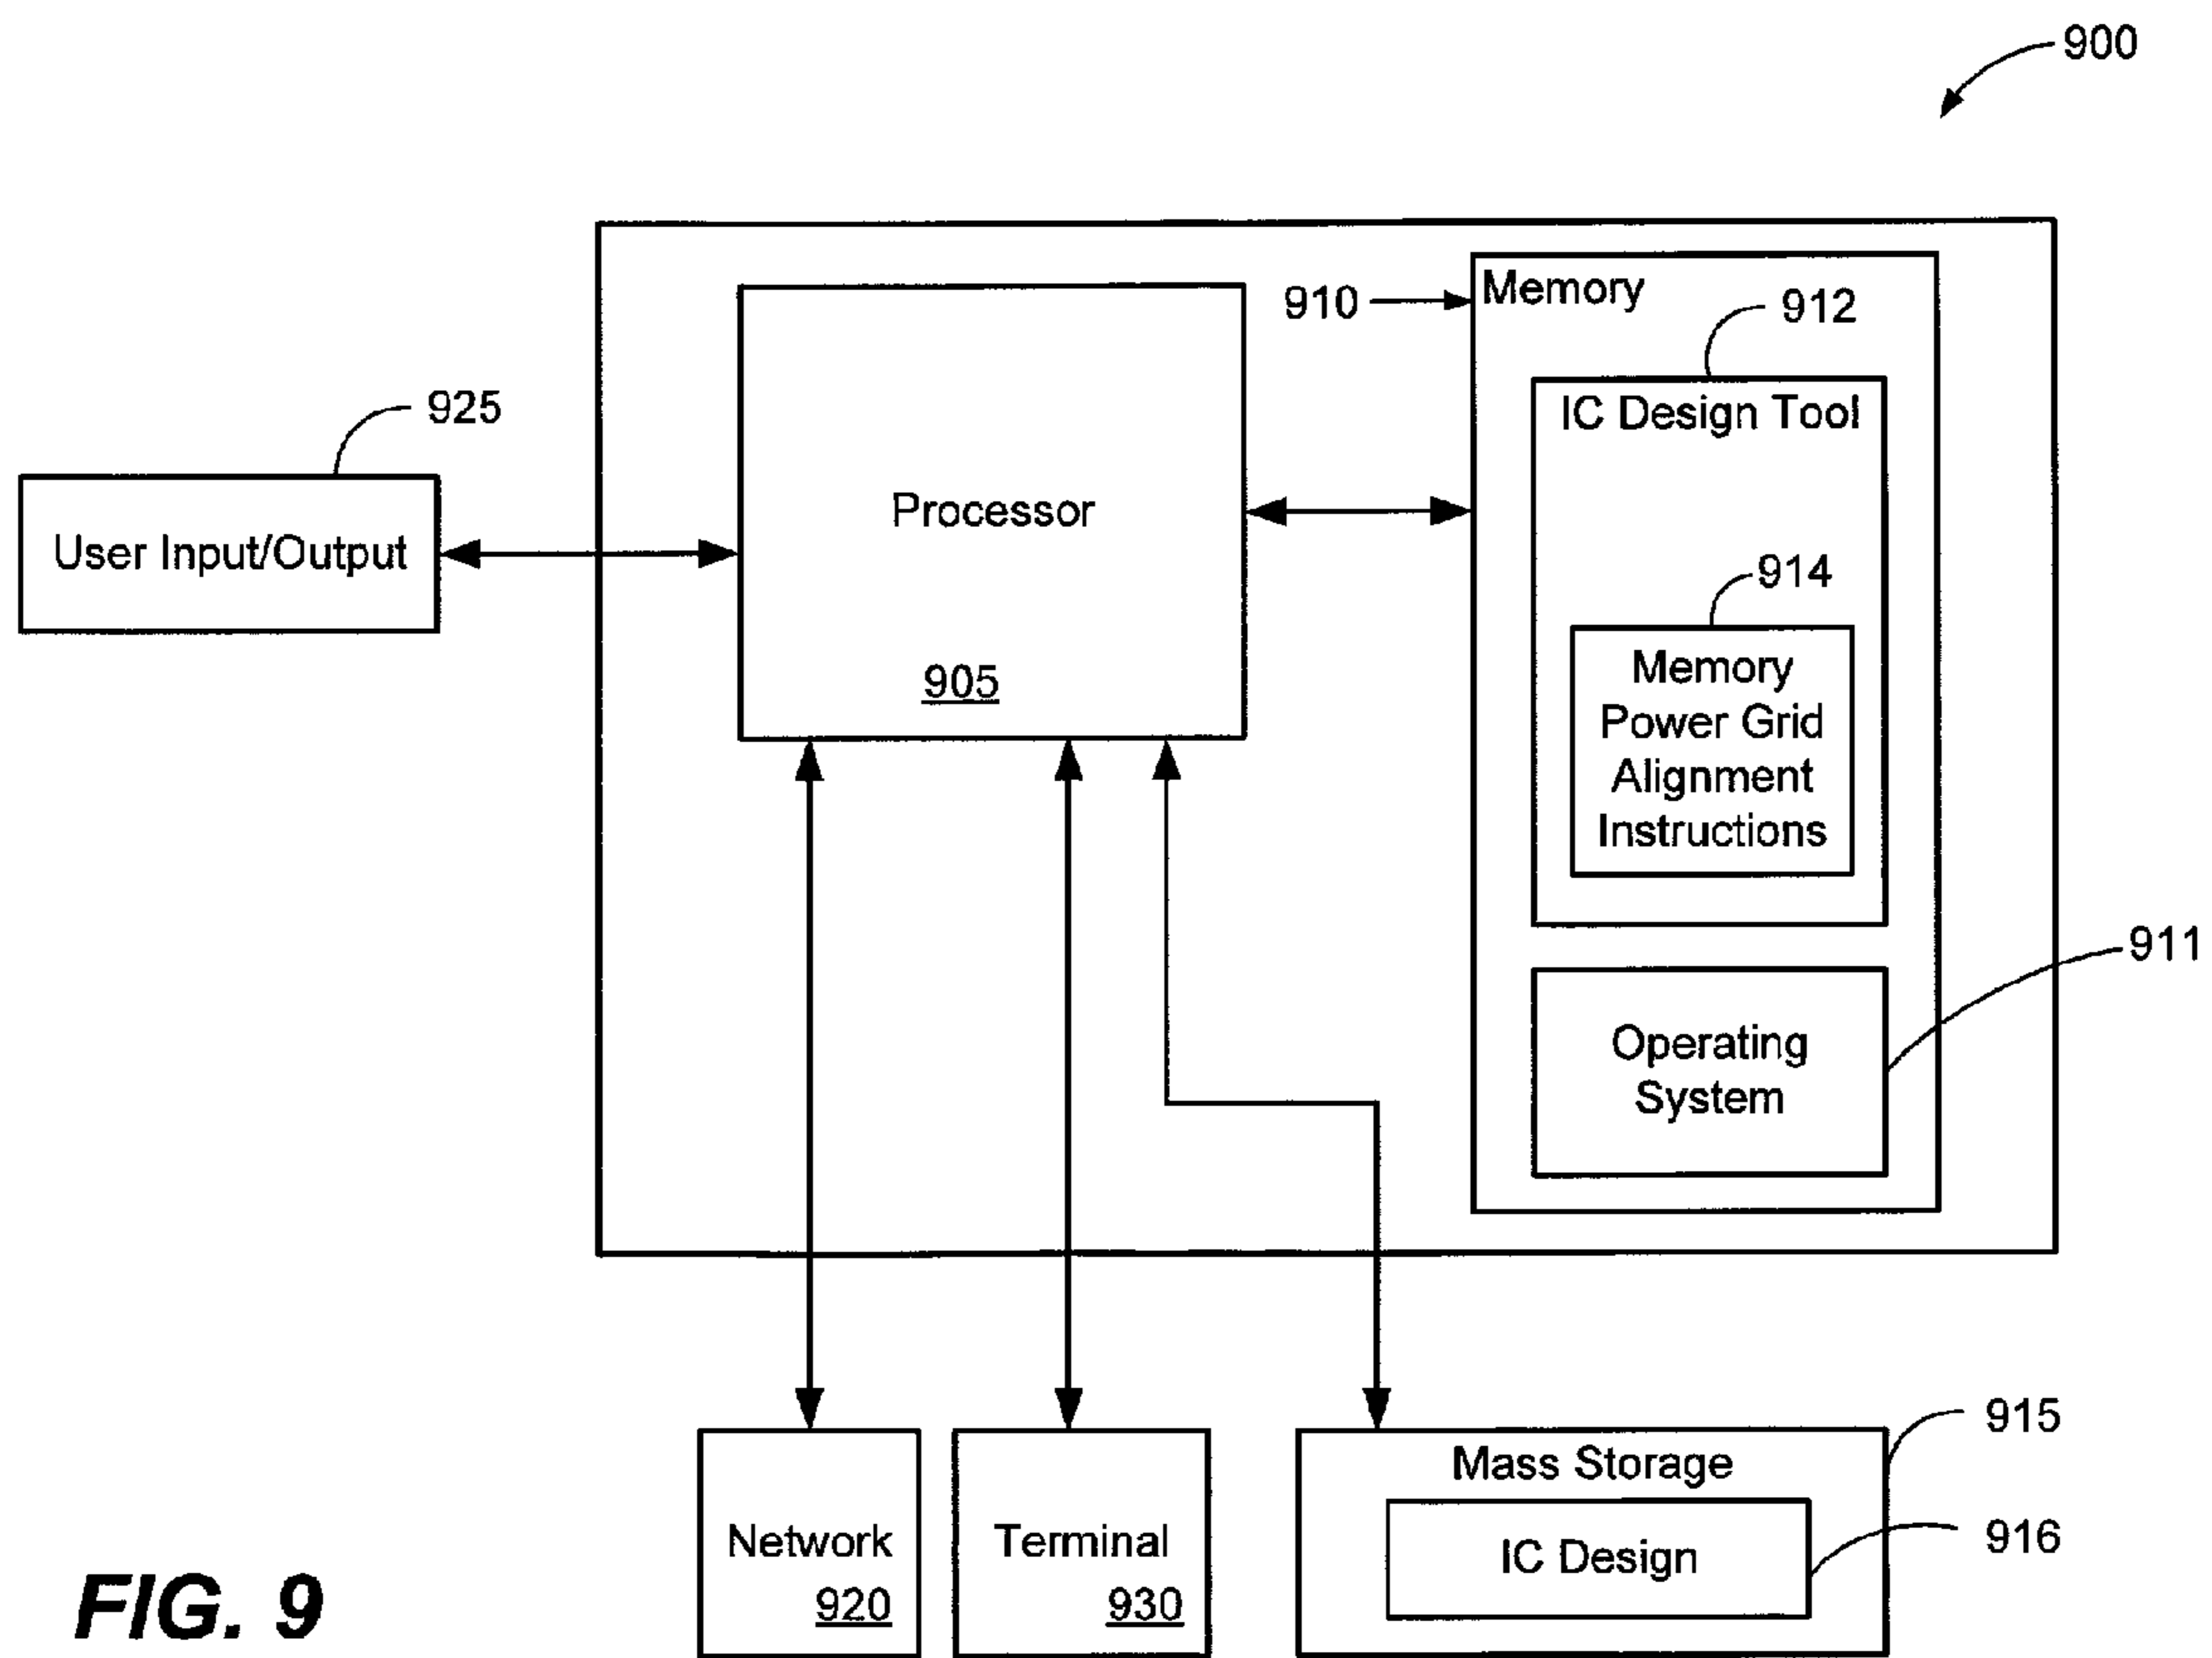 900
910
Memory
912
IC Design Tool
925
Processor
User Input/Output
914
Memory
Power Grid
Alignment
Instructions
905
911
Operating
System
915
Mass Storage
916
IC Design
Network
920
Terminal
930
FIG. 9